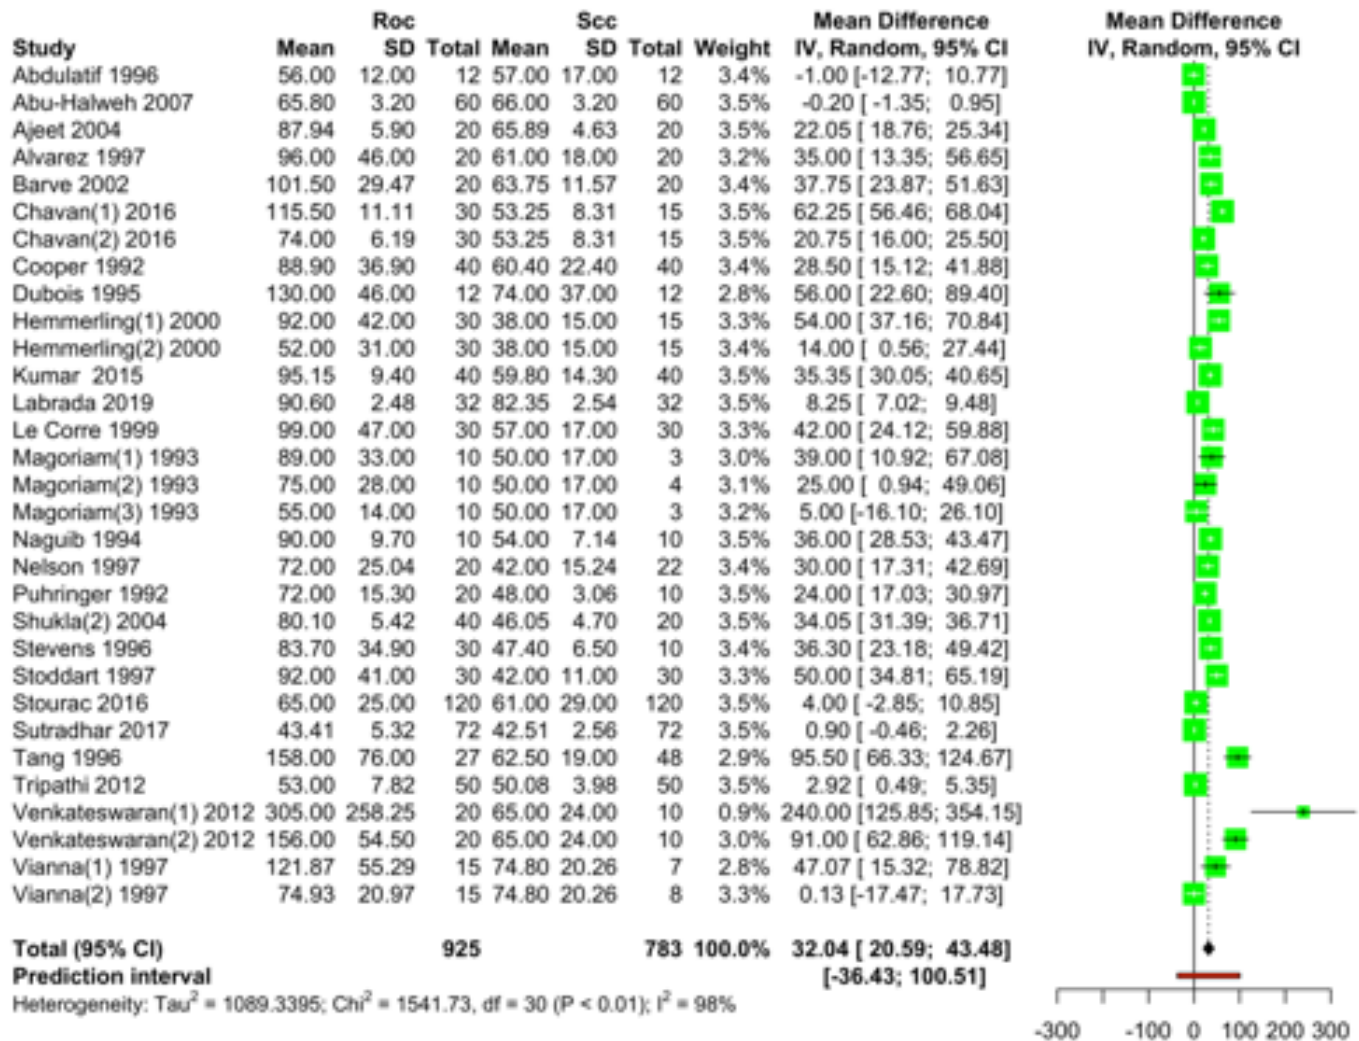 Roc Scc Mean Difference Mean Difference
Study Mean SD Total Mean SD Total Weight IV, Random, 95% CI IV, Random, 95% CI
Abdulatif 1996 56.00 12.00 12 57.00 17.00 12 3.4% -1.00 [-12.77; 10.77]
Abu-Halweh 2007 65.80 3.20 60 66.00 3.20 60 3.5% -0.20 [ -1.35; 0.95]
Ajeet 2004 87.94 5.90 20 65.89 4.63 20 3.5% 22.05 [ 18.76; 25.34]
Alvarez 1997 96.00 46.00 20 61.00 18.00 20 3.2% 35.00 [ 13.35; 56.65]
Barve 2002 101.50 29.47 20 63.75 11.57 20 3.4% 37.75 [ 23.87; 51.63]
Chavan(1) 2016 115.50 11.11 30 53.25 8.31 15 3.5% 62.25 [ 56.46; 68.04]
Chavan(2) 2016 74.00 6.19 30 53.25 8.31 15 3.5% 20.75 [ 16.00; 25.50]
Cooper 1992 88.90 36.90 40 60.40 22.40 40 3.4% 28.50 [ 15.12; 41.88]
Dubois 1995 130.00 46.00 12 74.00 37.00 12 2.8% 56.00 [ 22.60; 89.40]
Hemmerling(1) 2000 92.00 42.00 30 38.00 15.00 15 3.3% 54.00 [ 37.16; 70.84]
Hemmerling(2) 2000 52.00 31.00 30 38.00 15.00 15 3.4% 14.00 [ 0.56; 27.44]
Kumar 2015 95.15 9.40 40 59.80 14.30 40 3.5% 35.35 [ 30.05; 40.65]
Labrada 2019 90.60 2.48 32 82.35 2.54 32 3.5% 8.25 [ 7.02; 9.48]
Le Corre 1999 99.00 47.00 30 57.00 17.00 30 3.3% 42.00 [ 24.12; 59.88]
Magoriam(1) 1993 89.00 33.00 10 50.00 17.00 3 3.0% 39.00 [ 10.92; 67.08]
Magoriam(2) 1993 75.00 28.00 10 50.00 17.00 4 3.1% 25.00 [ 0.94; 49.06]
Magoriam(3) 1993 55.00 14.00 10 50.00 17.00 3 3.2% 5.00 [-16.10; 26.10]
Naguib 1994 90.00 9.70 10 54.00 7.14 10 3.5% 36.00 [ 28.53; 43.47]
Nelson 1997 72.00 25.04 20 42.00 15.24 22 3.4% 30.00 [ 17.31; 42.69]
Puhringer 1992 72.00 15.30 20 48.00 3.06 10 3.5% 24.00 [ 17.03; 30.97]
Shukla(2) 2004 80.10 5.42 40 46.05 4.70 20 3.5% 34.05 [ 31.39; 36.71]
Stevens 1996 83.70 34.90 30 47.40 6.50 10 3.4% 36.30 [ 23.18; 49.42]
Stoddart 1997 92.00 41.00 30 42.00 11.00 30 3.3% 50.00 [ 34.81; 65.19]
Stourac 2016 65.00 25.00 120 61.00 29.00 120 3.5% 4.00 [ -2.85; 10.85]
Sutradhar 2017 43.41 5.32 72 42.51 2.56 72 3.5% 0.90 [ -0.46; 2.26]
Tang 1996 158.00 76.00 27 62.50 19.00 48 2.9% 95.50 [ 66.33; 124.67]
Tripathi 2012 53.00 7.82 50 50.08 3.98 50 3.5% 2.92 [ 0.49; 5.35]
Venkateswaran(1) 2012 305.00 258.25 20 65.00 24.00 10 0.9% 240.00 [125.85; 354.15]
Venkateswaran(2) 2012 156.00 54.50 20 65.00 24.00 10 3.0% 91.00 [ 62.86; 119.14]
Vianna(1) 1997 121.87 55.29 15 74.80 20.26 7 2.8% 47.07 [ 15.32; 78.82]
Vianna(2) 1997 74.93 20.97 15 74.80 20.26 8 3.3% 0.13 [-17.47; 17.73]
Total (95% CI) 925 783 100.0% 32.04 [ 20.59; 43.48]
Prediction interval [-36.43; 100.51]
Heterogeneity: Tau² = 1089.3395; Chi² = 1541.73, df = 30 (P < 0.01); I² = 98%
-300 -100 0 100 200 300